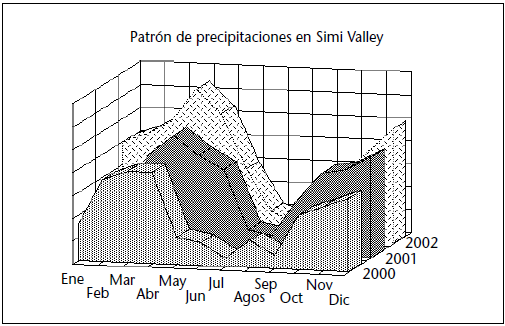 Patrón de precipitaciones en Simi Valley
2002
2001
2000
Ene Mar May Jul Sep Nov
Feb Abr Jun Agos Oct Dic